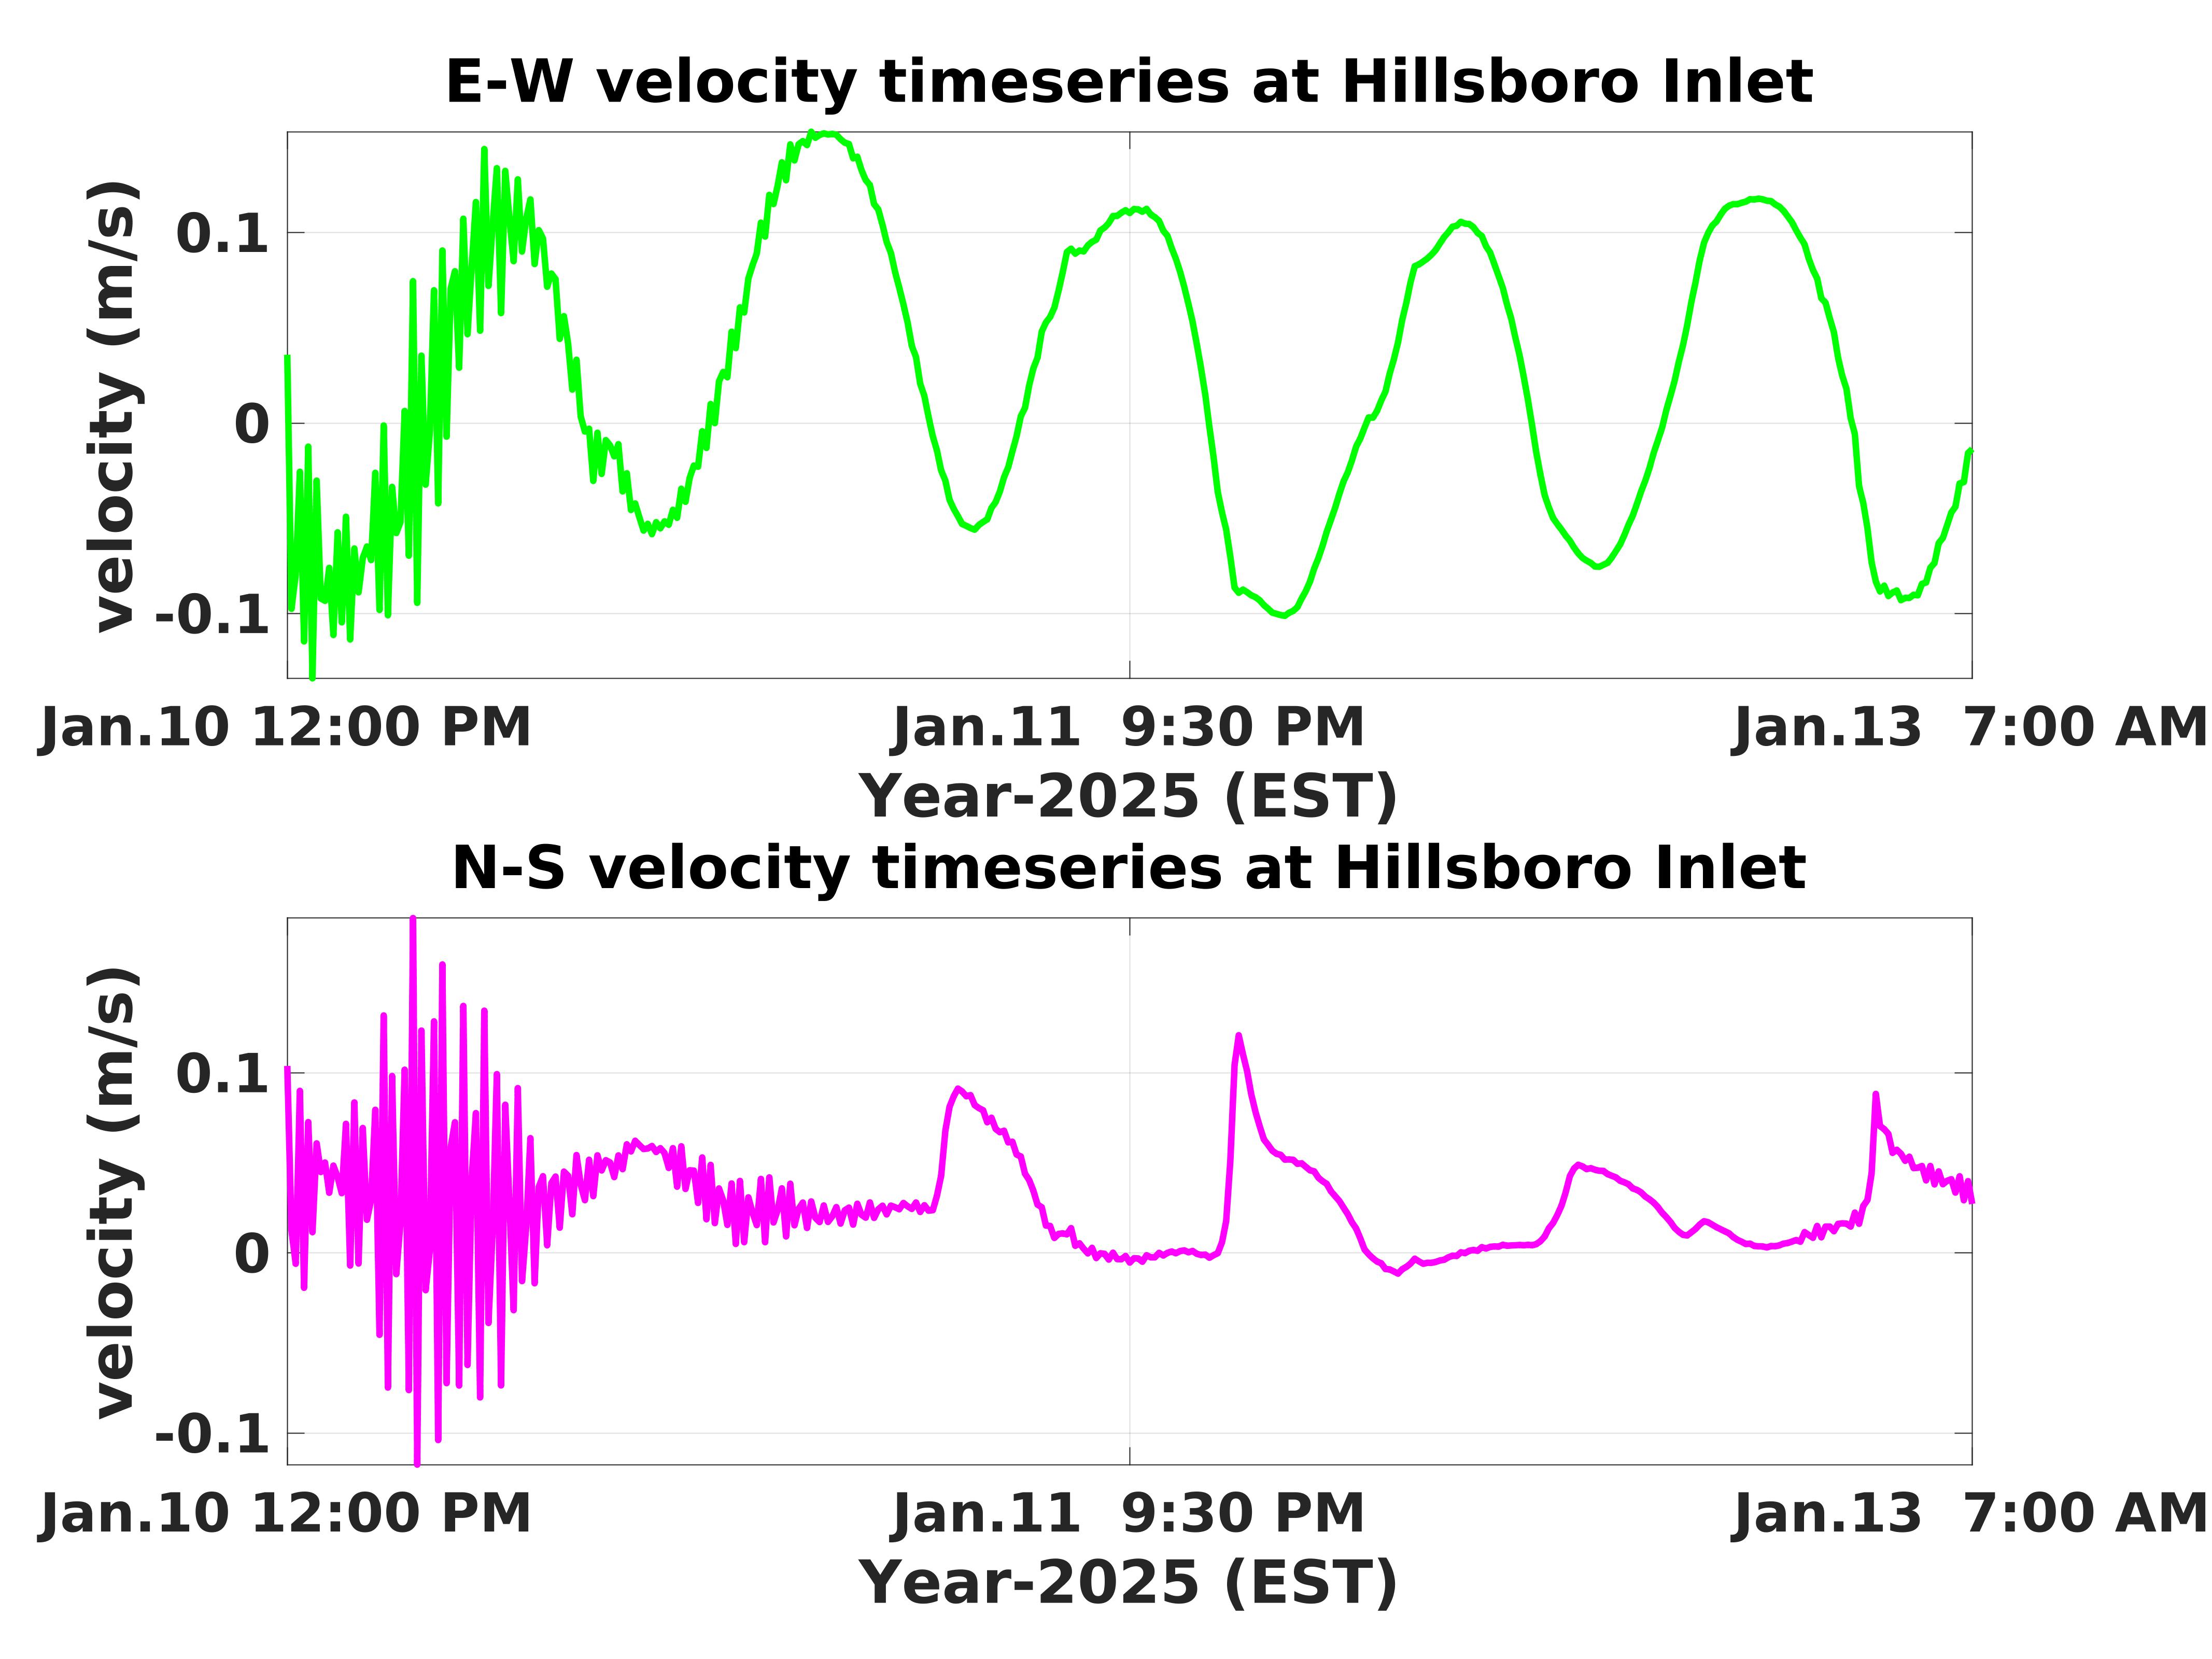 E-W velocity timeseries at Hillsboro Inlet
velocity (m/s)
0.1
0
-0.1
Jan.10 12:00 PM Jan.11  9:30 PM Jan.13  7:00 AM
Year-2025 (EST)
N-S velocity timeseries at Hillsboro Inlet
velocity (m/s)
0.1
0
-0.1
Jan.10 12:00 PM Jan.11  9:30 PM Jan.13  7:00 AM
Year-2025 (EST)